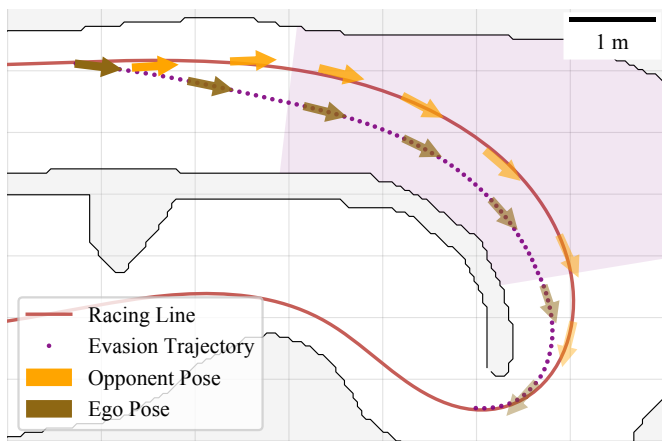 1 m
Racing Line
Evasion Trajectory
Opponent Pose
Ego Pose